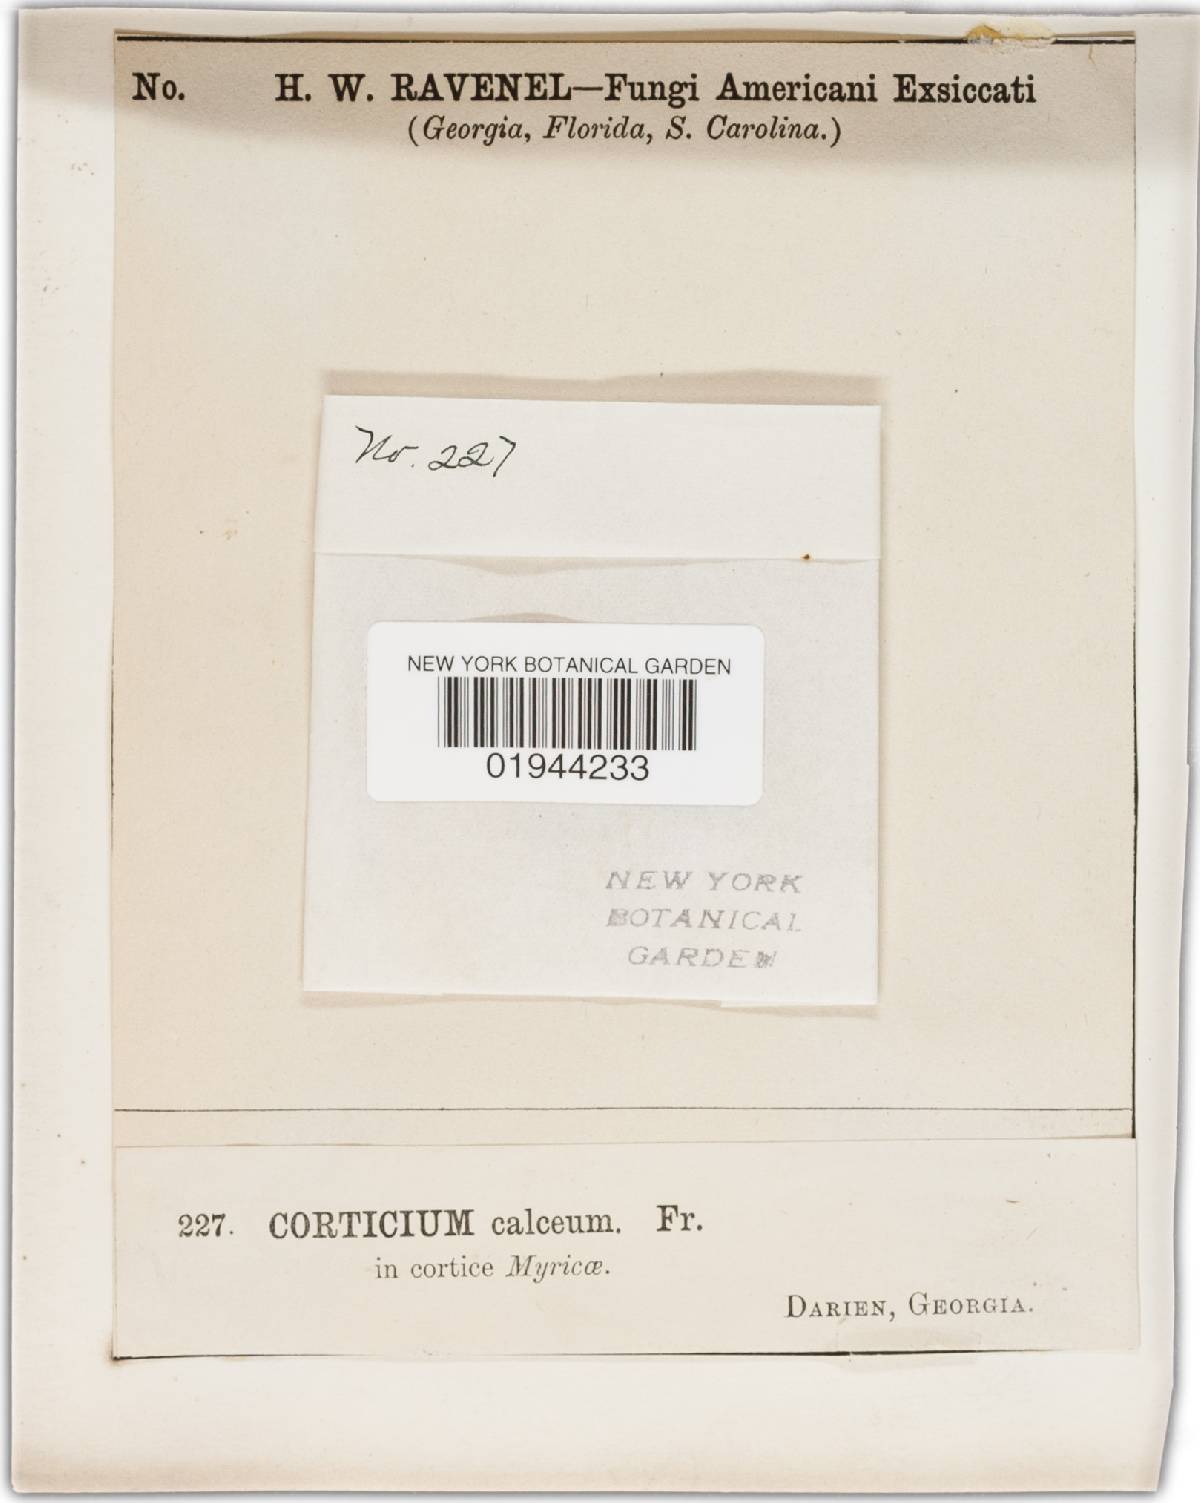 No. H. W. RAVENEL—Fungi Americani Exsiccati
(Georgia, Florida, S. Carolina.)
No. 227
NEW YORK BOTANICAL GARDEN
01944233
NEW YORK
BOTANICAL
GARDEN
227. CORTICIUM calceum. Fr.
in cortice Myricæ.
DARIEN, GEORGIA.